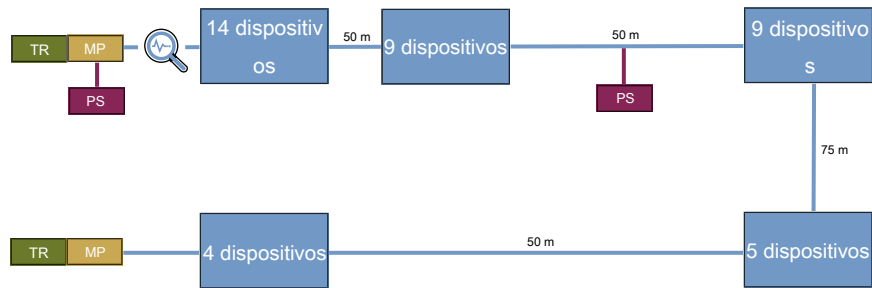 14 dispositiv
os
50 m
9 dispositivos
50 m
9 dispositivo
s
TR
MP
PS
PS
75 m
TR
MP
4 dispositivos
50 m
5 dispositivos